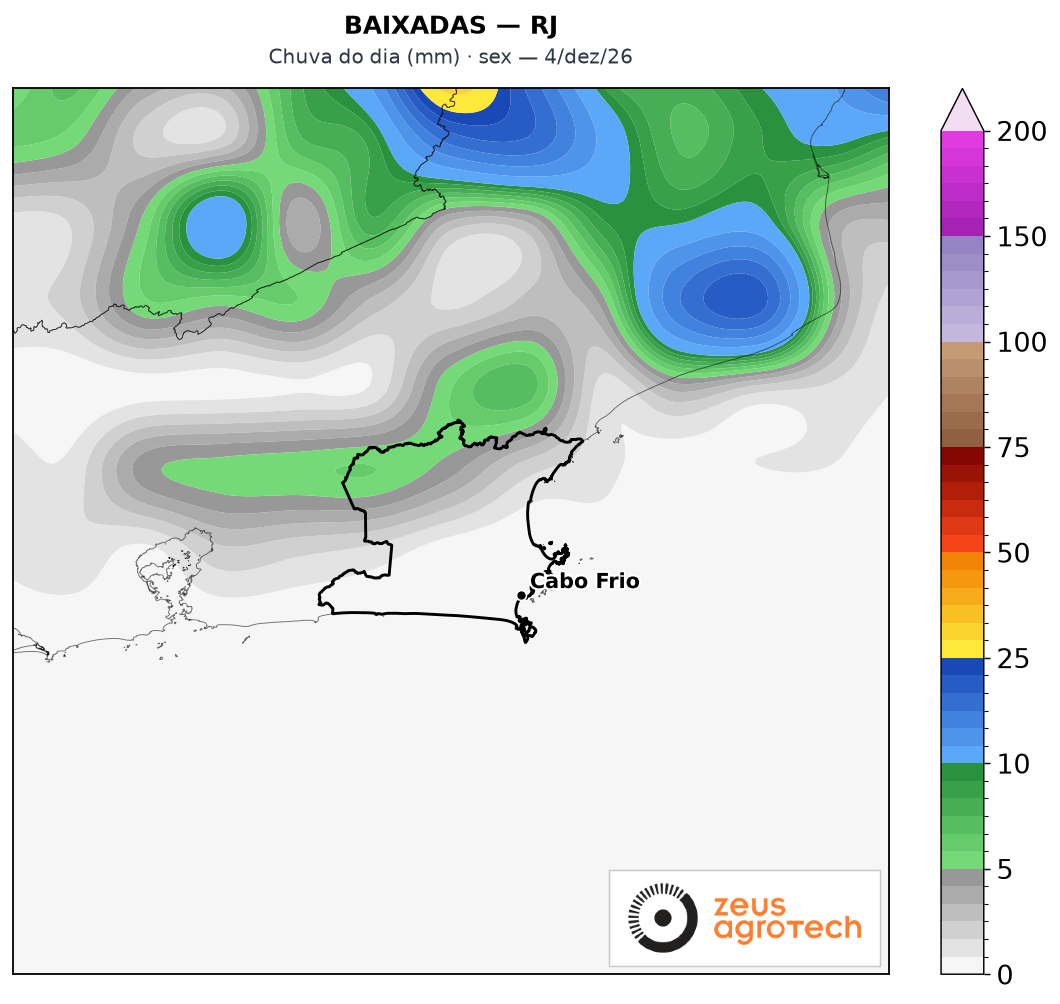 BAIXADAS — RJ
Chuva do dia (mm) · sex — 4/dez/26
200
150
100
75
50
25
10
5
0
Cabo Frio
zeus
agrotech